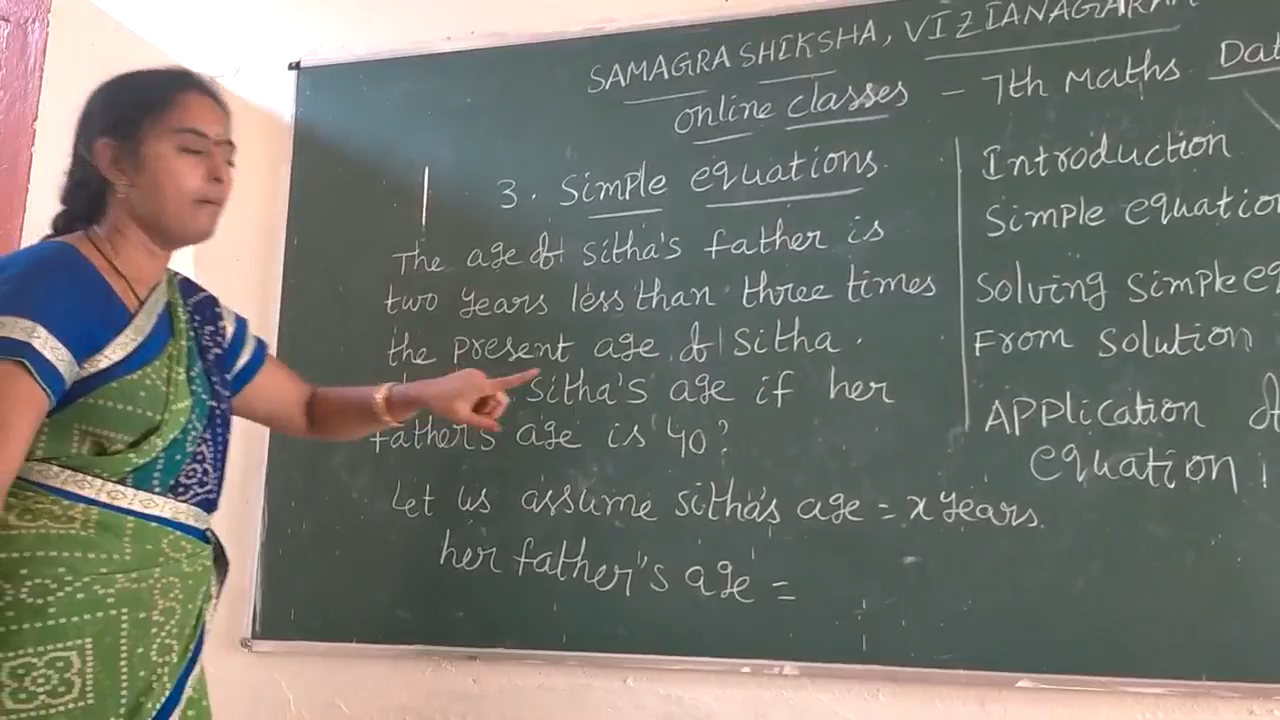 SAMAGRA SHIKSHA, VIZIANAGARAM
online classes - 7th Maths
3. Simple equations.
The age of sitha's father is
two years less than three times
the present age of sitha.
sitha's age if her
father's age is 40?
Let us assume sitha's age = x years.
her father's age =
Introduction
Simple equatio
Solving simple eq
From solution
Application of
equation